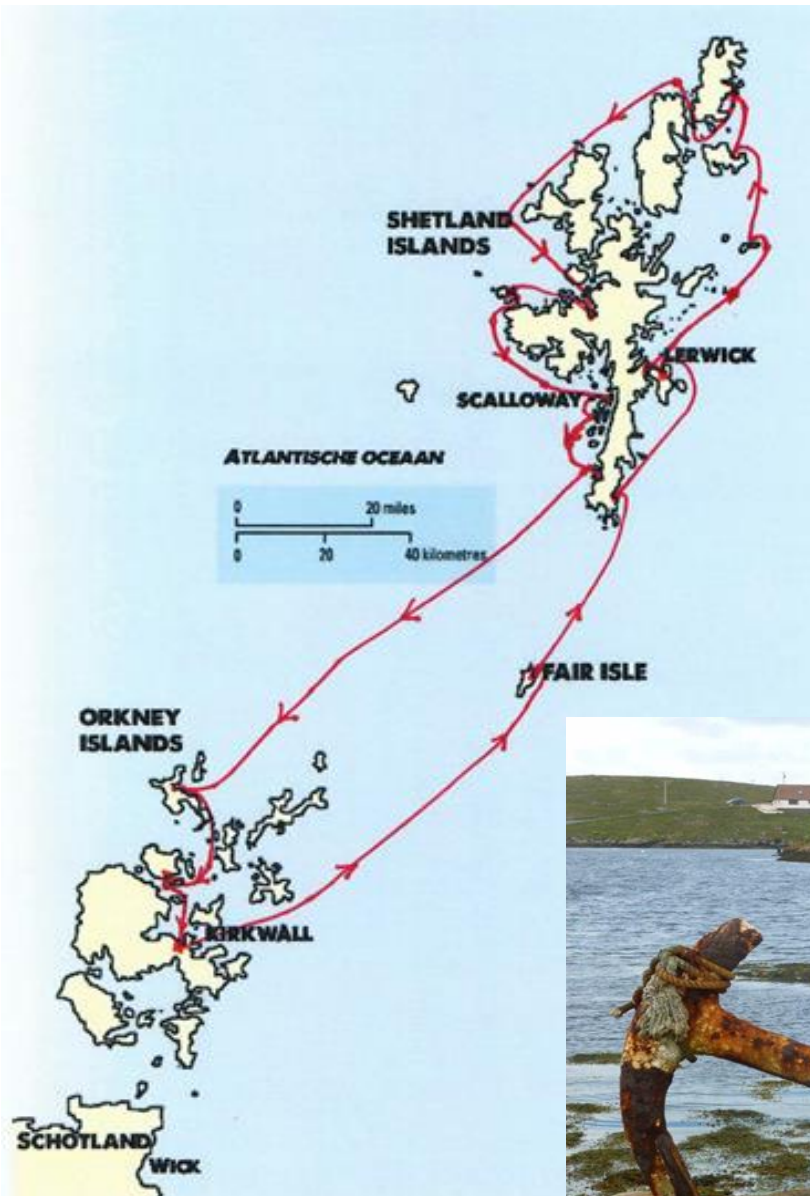 SHETLAND
ISLANDS
LERWICK
SCALLOWAY
ATLANTISCHE OCEAAN
0 20 miles
0 20 40 kilometres
FAIR ISLE
ORKNEY
ISLANDS
KIRKWALL
SCHOTLAND
WICK